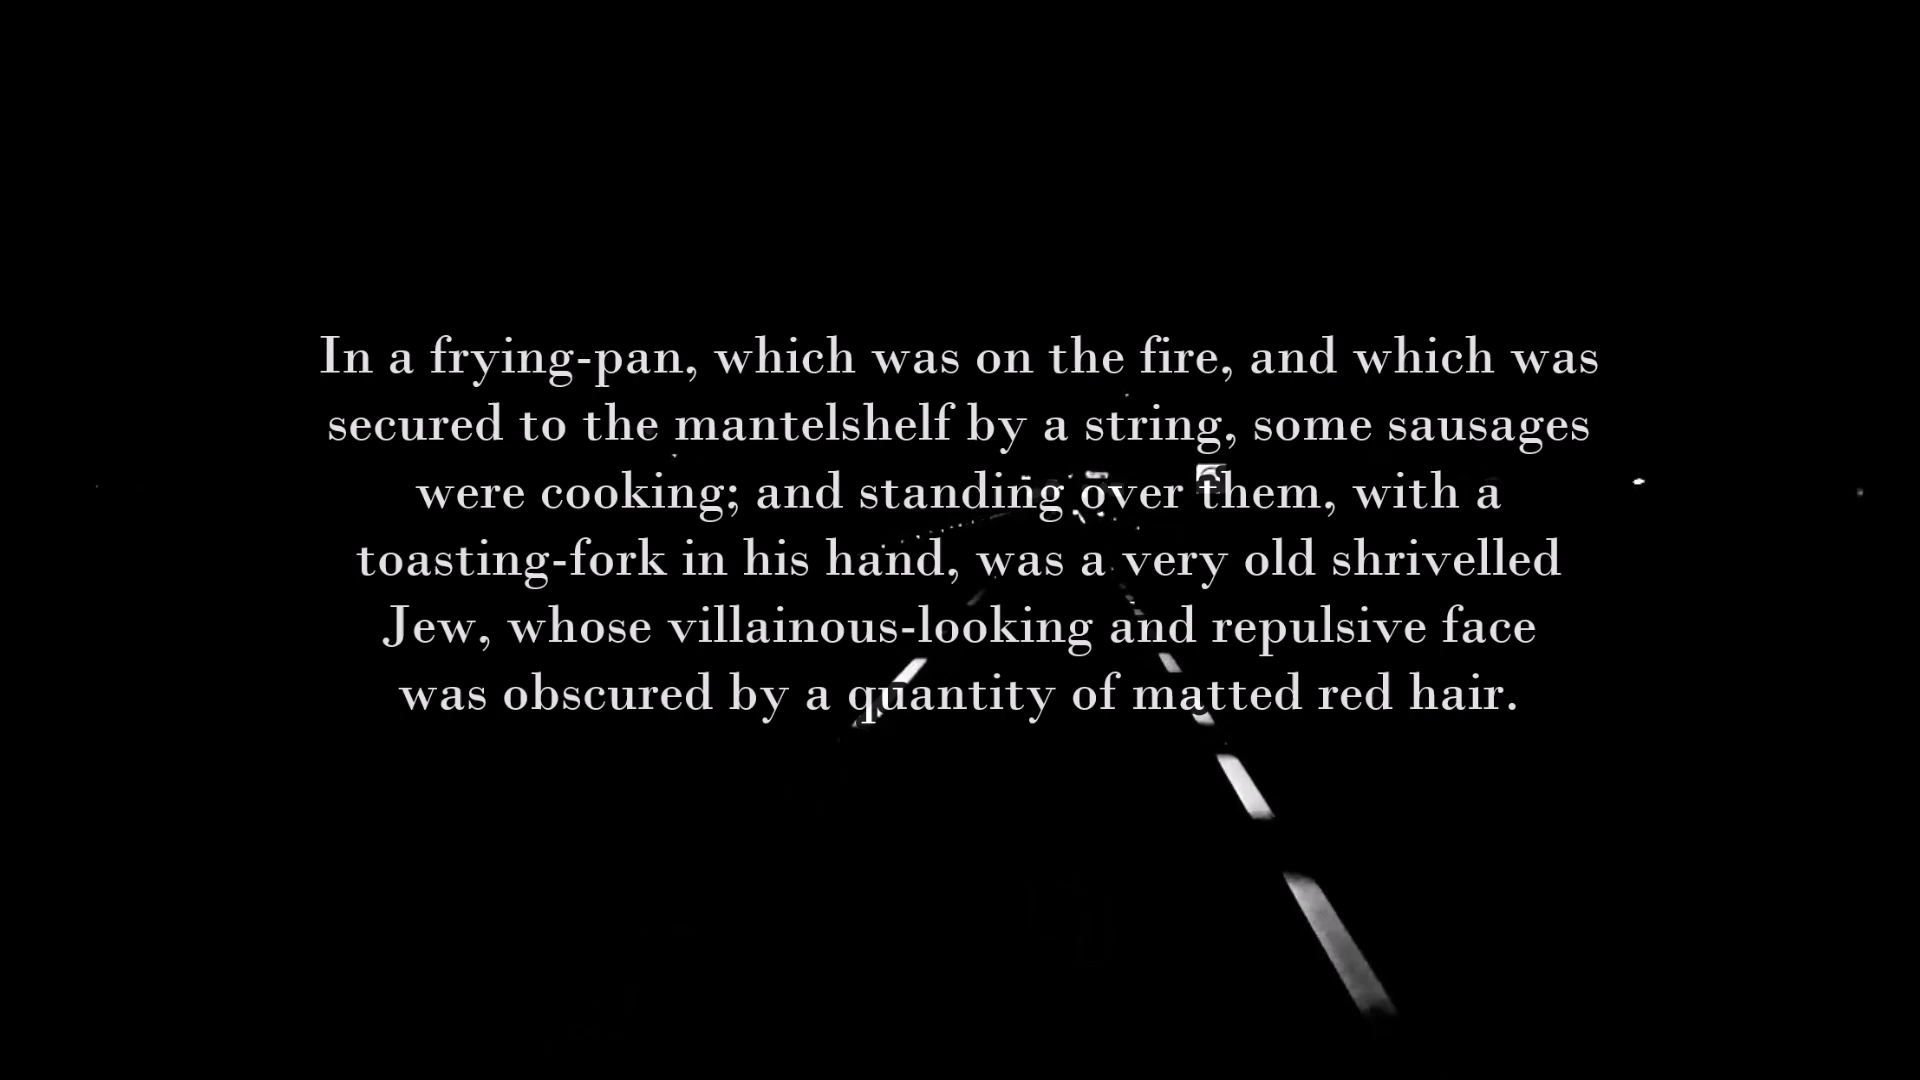 In a frying-pan, which was on the fire, and which was
secured to the mantelshelf by a string, some sausages
were cooking; and standing over them, with a
toasting-fork in his hand, was a very old shrivelled
Jew, whose villainous-looking and repulsive face
was obscured by a quantity of matted red hair.